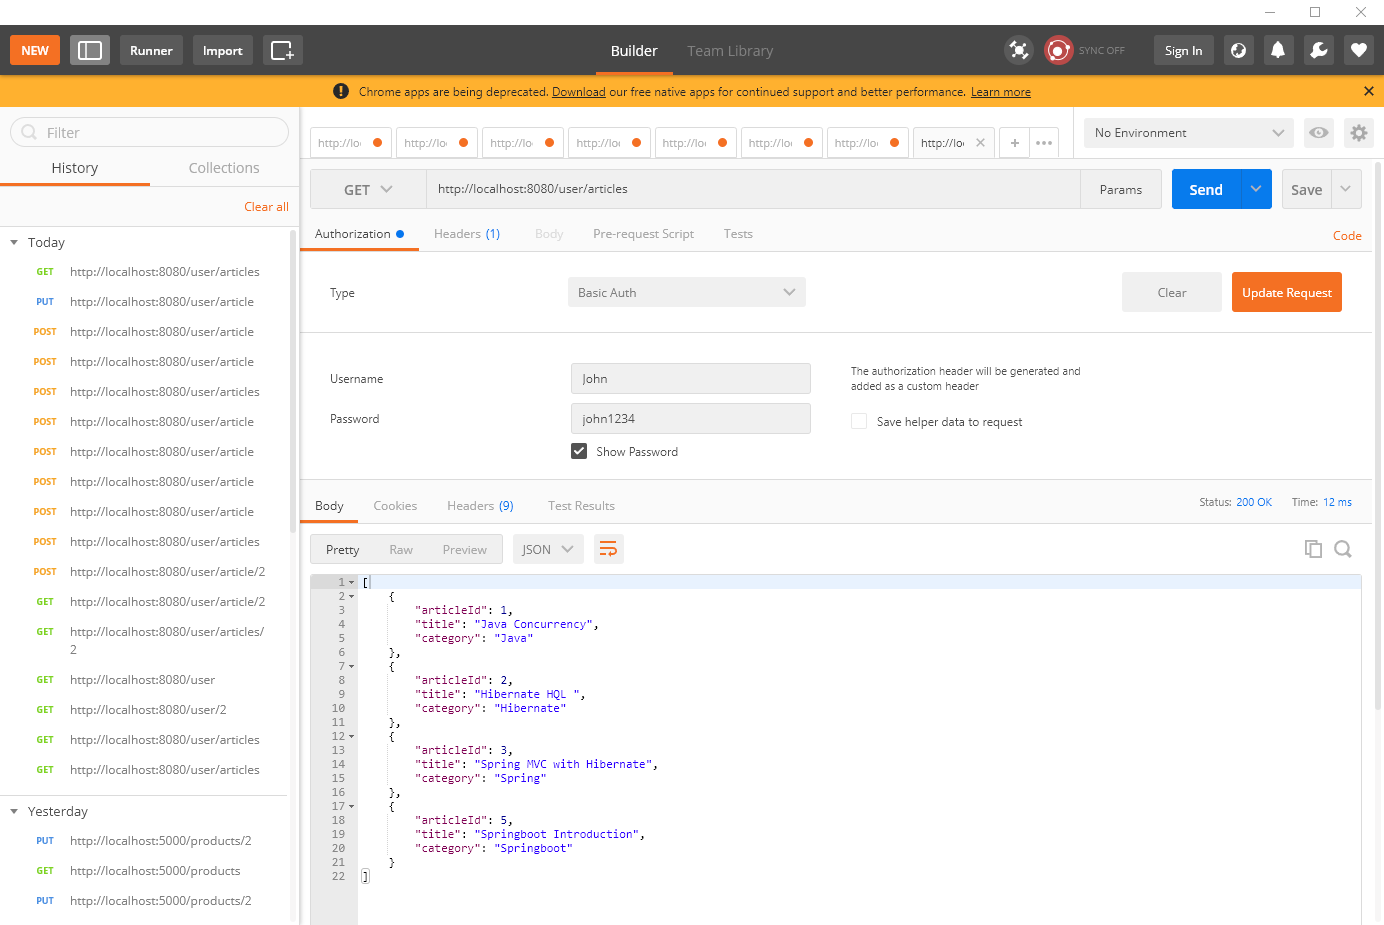 NEW Runner Import Builder Team Library SYNC OFF Sign In
Chrome apps are being deprecated. Download our free native apps for continued support and better performance. Learn more
Filter
History Collections
Clear all
Today
GET http://localhost:8080/user/articles
PUT http://localhost:8080/user/article
POST http://localhost:8080/user/article
POST http://localhost:8080/user/article
POST http://localhost:8080/user/articles
POST http://localhost:8080/user/article
POST http://localhost:8080/user/article
POST http://localhost:8080/user/article
POST http://localhost:8080/user/article
POST http://localhost:8080/user/articles
POST http://localhost:8080/user/article/2
GET http://localhost:8080/user/article/2
GET http://localhost:8080/user/articles/
2
GET http://localhost:8080/user
GET http://localhost:8080/user/2
GET http://localhost:8080/user/articles
GET http://localhost:8080/user/articles
Yesterday
PUT http://localhost:5000/products/2
GET http://localhost:5000/products
PUT http://localhost:5000/products/2
http://lo http://lo http://lo http://lo http://lo http://lo http://lo http://lo
No Environment
GET http://localhost:8080/user/articles Params Send Save
Authorization Headers (1) Body Pre-request Script Tests Code
Type Basic Auth Clear Update Request
Username John
Password john1234
Show Password
The authorization header will be generated and
added as a custom header
Save helper data to request
Body Cookies Headers (9) Test Results Status: 200 OK Time: 12 ms
Pretty Raw Preview JSON
1 [
2 {
3 "articleId": 1,
4 "title": "Java Concurrency",
5 "category": "Java"
6 },
7 {
8 "articleId": 2,
9 "title": "Hibernate HQL ",
10 "category": "Hibernate"
11 },
12 {
13 "articleId": 3,
14 "title": "Spring MVC with Hibernate",
15 "category": "Spring"
16 },
17 {
18 "articleId": 5,
19 "title": "Springboot Introduction",
20 "category": "Springboot"
21 }
22 ]